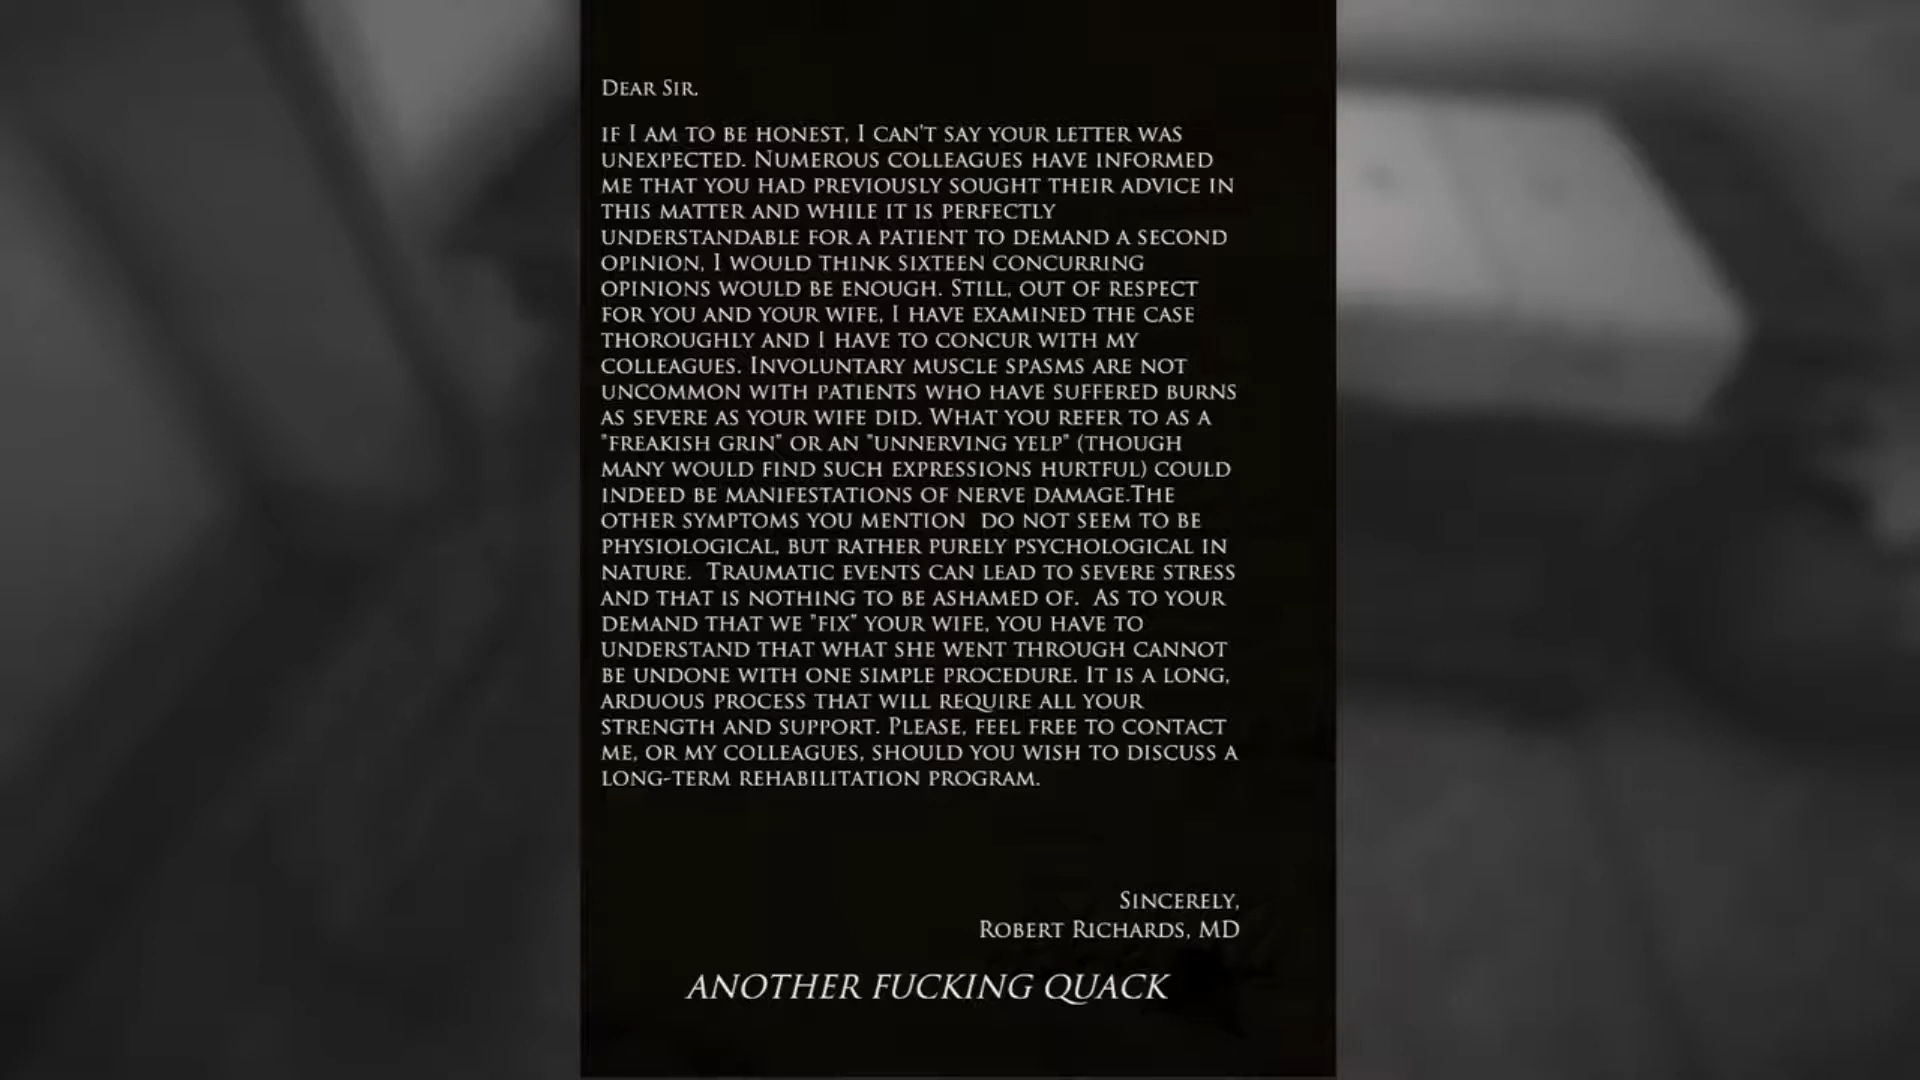 Dear Sir.
if I am to be honest, I can't say your letter was
unexpected. Numerous colleagues have informed
me that you had previously sought their advice in
this matter and while it is perfectly
understandable for a patient to demand a second
opinion, I would think sixteen concurring
opinions would be enough. Still, out of respect
for you and your wife, I have examined the case
thoroughly and I have to concur with my
colleagues. Involuntary muscle spasms are not
uncommon with patients who have suffered burns
as severe as your wife did. What you refer to as a
"freakish grin" or an "unnerving yelp" (though
many would find such expressions hurtful) could
indeed be manifestations of nerve damage.The
other symptoms you mention  do not seem to be
physiological, but rather purely psychological in
nature.  Traumatic events can lead to severe stress
and that is nothing to be ashamed of.  As to your
demand that we "fix" your wife, you have to
understand that what she went through cannot
be undone with one simple procedure. It is a long,
arduous process that will require all your
strength and support. Please, feel free to contact
me, or my colleagues, should you wish to discuss a
long-term rehabilitation program.
Sincerely,
Robert Richards, MD
ANOTHER FUCKING QUACK